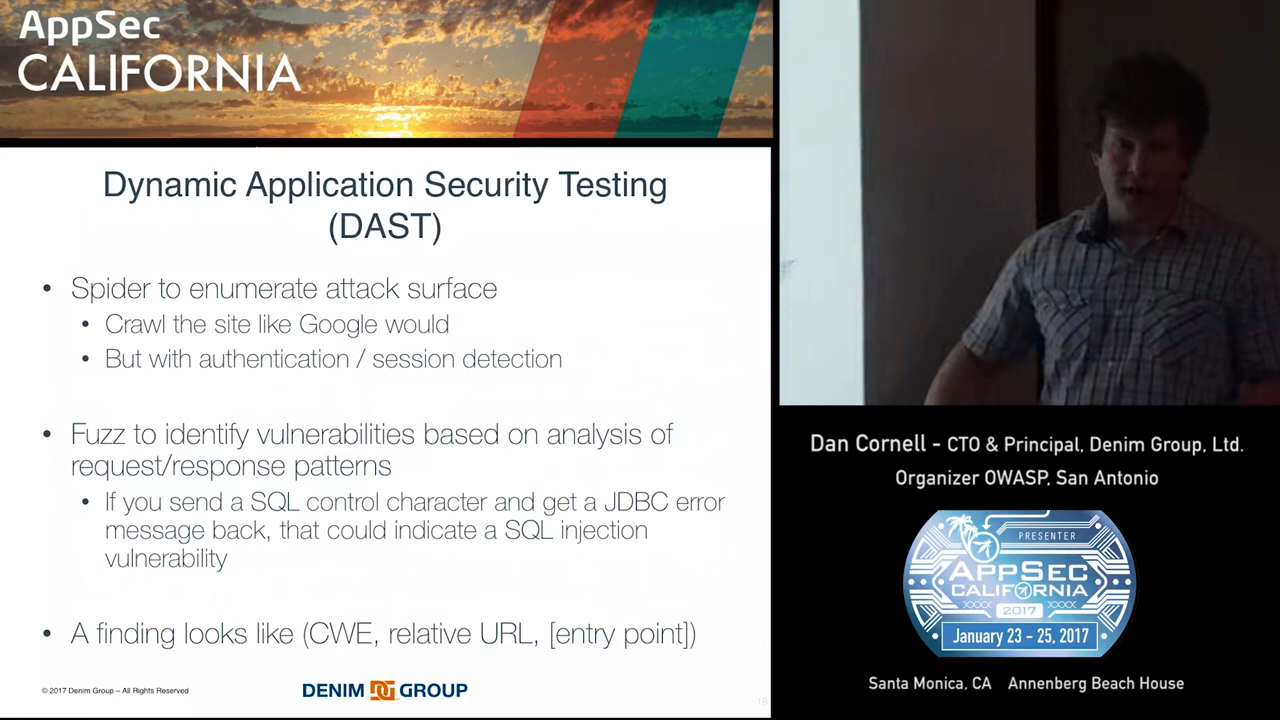 AppSec
CALIFORNIA
Dynamic Application Security Testing
(DAST)
• Spider to enumerate attack surface
• Crawl the site like Google would
• But with authentication / session detection
• Fuzz to identify vulnerabilities based on analysis of
request/response patterns
• If you send a SQL control character and get a JDBC error
message back, that could indicate a SQL injection
vulnerability
• A finding looks like (CWE, relative URL, [entry point])
© 2017 Denim Group – All Rights Reserved
DENIM DG GROUP
18
Dan Cornell - CTO & Principal, Denim Group, Ltd.
Organizer OWASP, San Antonio
PRESENTER
APPSEC
CALIFORNIA
XXXX 2017 XXXX
January 23 - 25, 2017
Santa Monica, CA Annenberg Beach House